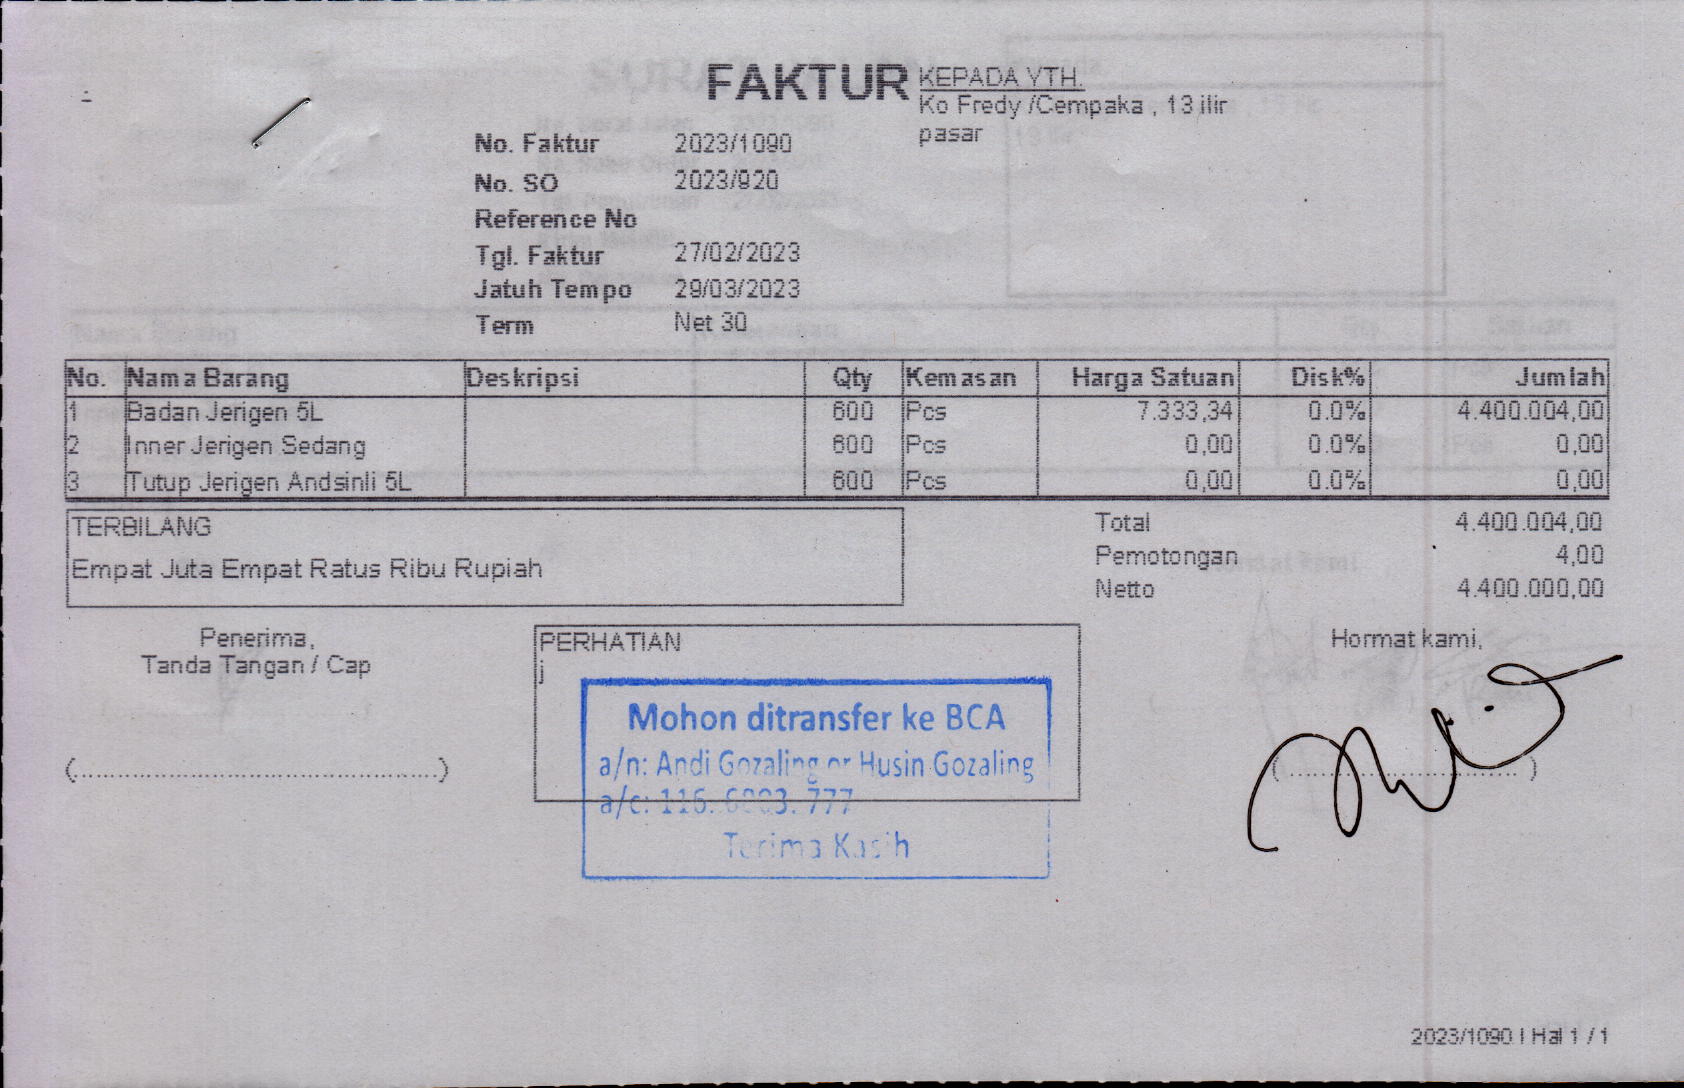 FAKTUR
KEPADA YTH.
Ko Fredy /Cempaka , 13 ilir
pasar
No. Faktur 2023/1090
No. SO 2023/920
Reference No
Tgl. Faktur 27/02/2023
Jatuh Tempo 29/03/2023
Term Net 30
No. Nama Barang Deskripsi Qty Kemasan Harga Satuan Disk% Jumlah
1 Badan Jerigen 5L 600 Pcs 7.333,34 0.0% 4.400.004,00
2 Inner Jerigen Sedang 600 Pcs 0,00 0.0% 0,00
3 Tutup Jerigen Andsinli 5L 600 Pcs 0,00 0.0% 0,00
TERBILANG
Empat Juta Empat Ratus Ribu Rupiah
Total 4.400.004,00
Pemotongan 4,00
Netto 4.400.000,00
Penerima,
Tanda Tangan / Cap
(............................................)
PERHATIAN
j
Mohon ditransfer ke BCA
a/n: Andi Gozaling or Husin Gozaling
a/c: 116. 777
Terima Kasih
Hormat kami,
(............................)
2023/1090 | Hal 1 / 1